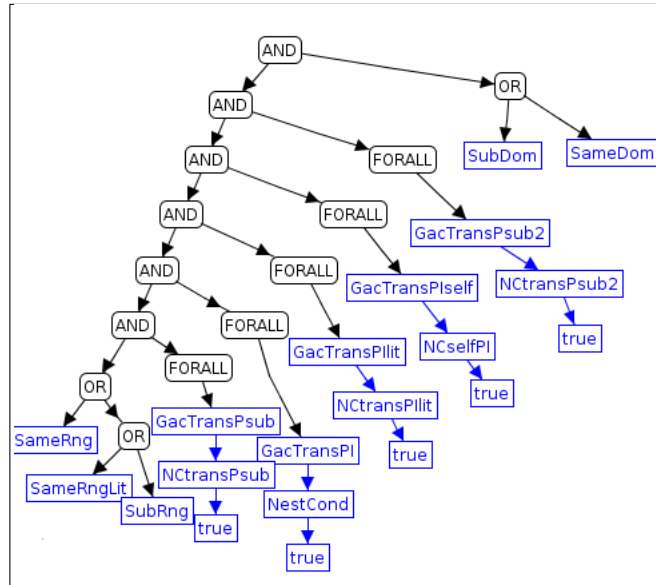 AND
AND
OR
AND
FORALL
SubDom
SameDom
AND
FORALL
GacTransPsub2
AND
FORALL
GacTransPIself
NCtransPsub2
AND
FORALL
GacTransPIlit
NCselfPI
true
OR
FORALL
NCtransPIlit
true
SameRng
OR
GacTransPsub
GacTransPI
true
SameRngLit
NCtransPsub
NestCond
SubRng
true
true